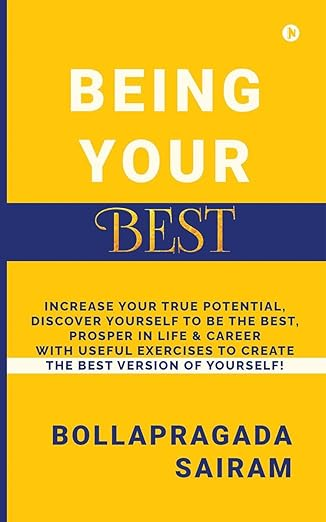 BEING
YOUR
BEST
INCREASE YOUR TRUE POTENTIAL,
DISCOVER YOURSELF TO BE THE BEST,
PROSPER IN LIFE & CAREER
WITH USEFUL EXERCISES TO CREATE
THE BEST VERSION OF YOURSELF!
BOLLAPRAGADA
SAIRAM